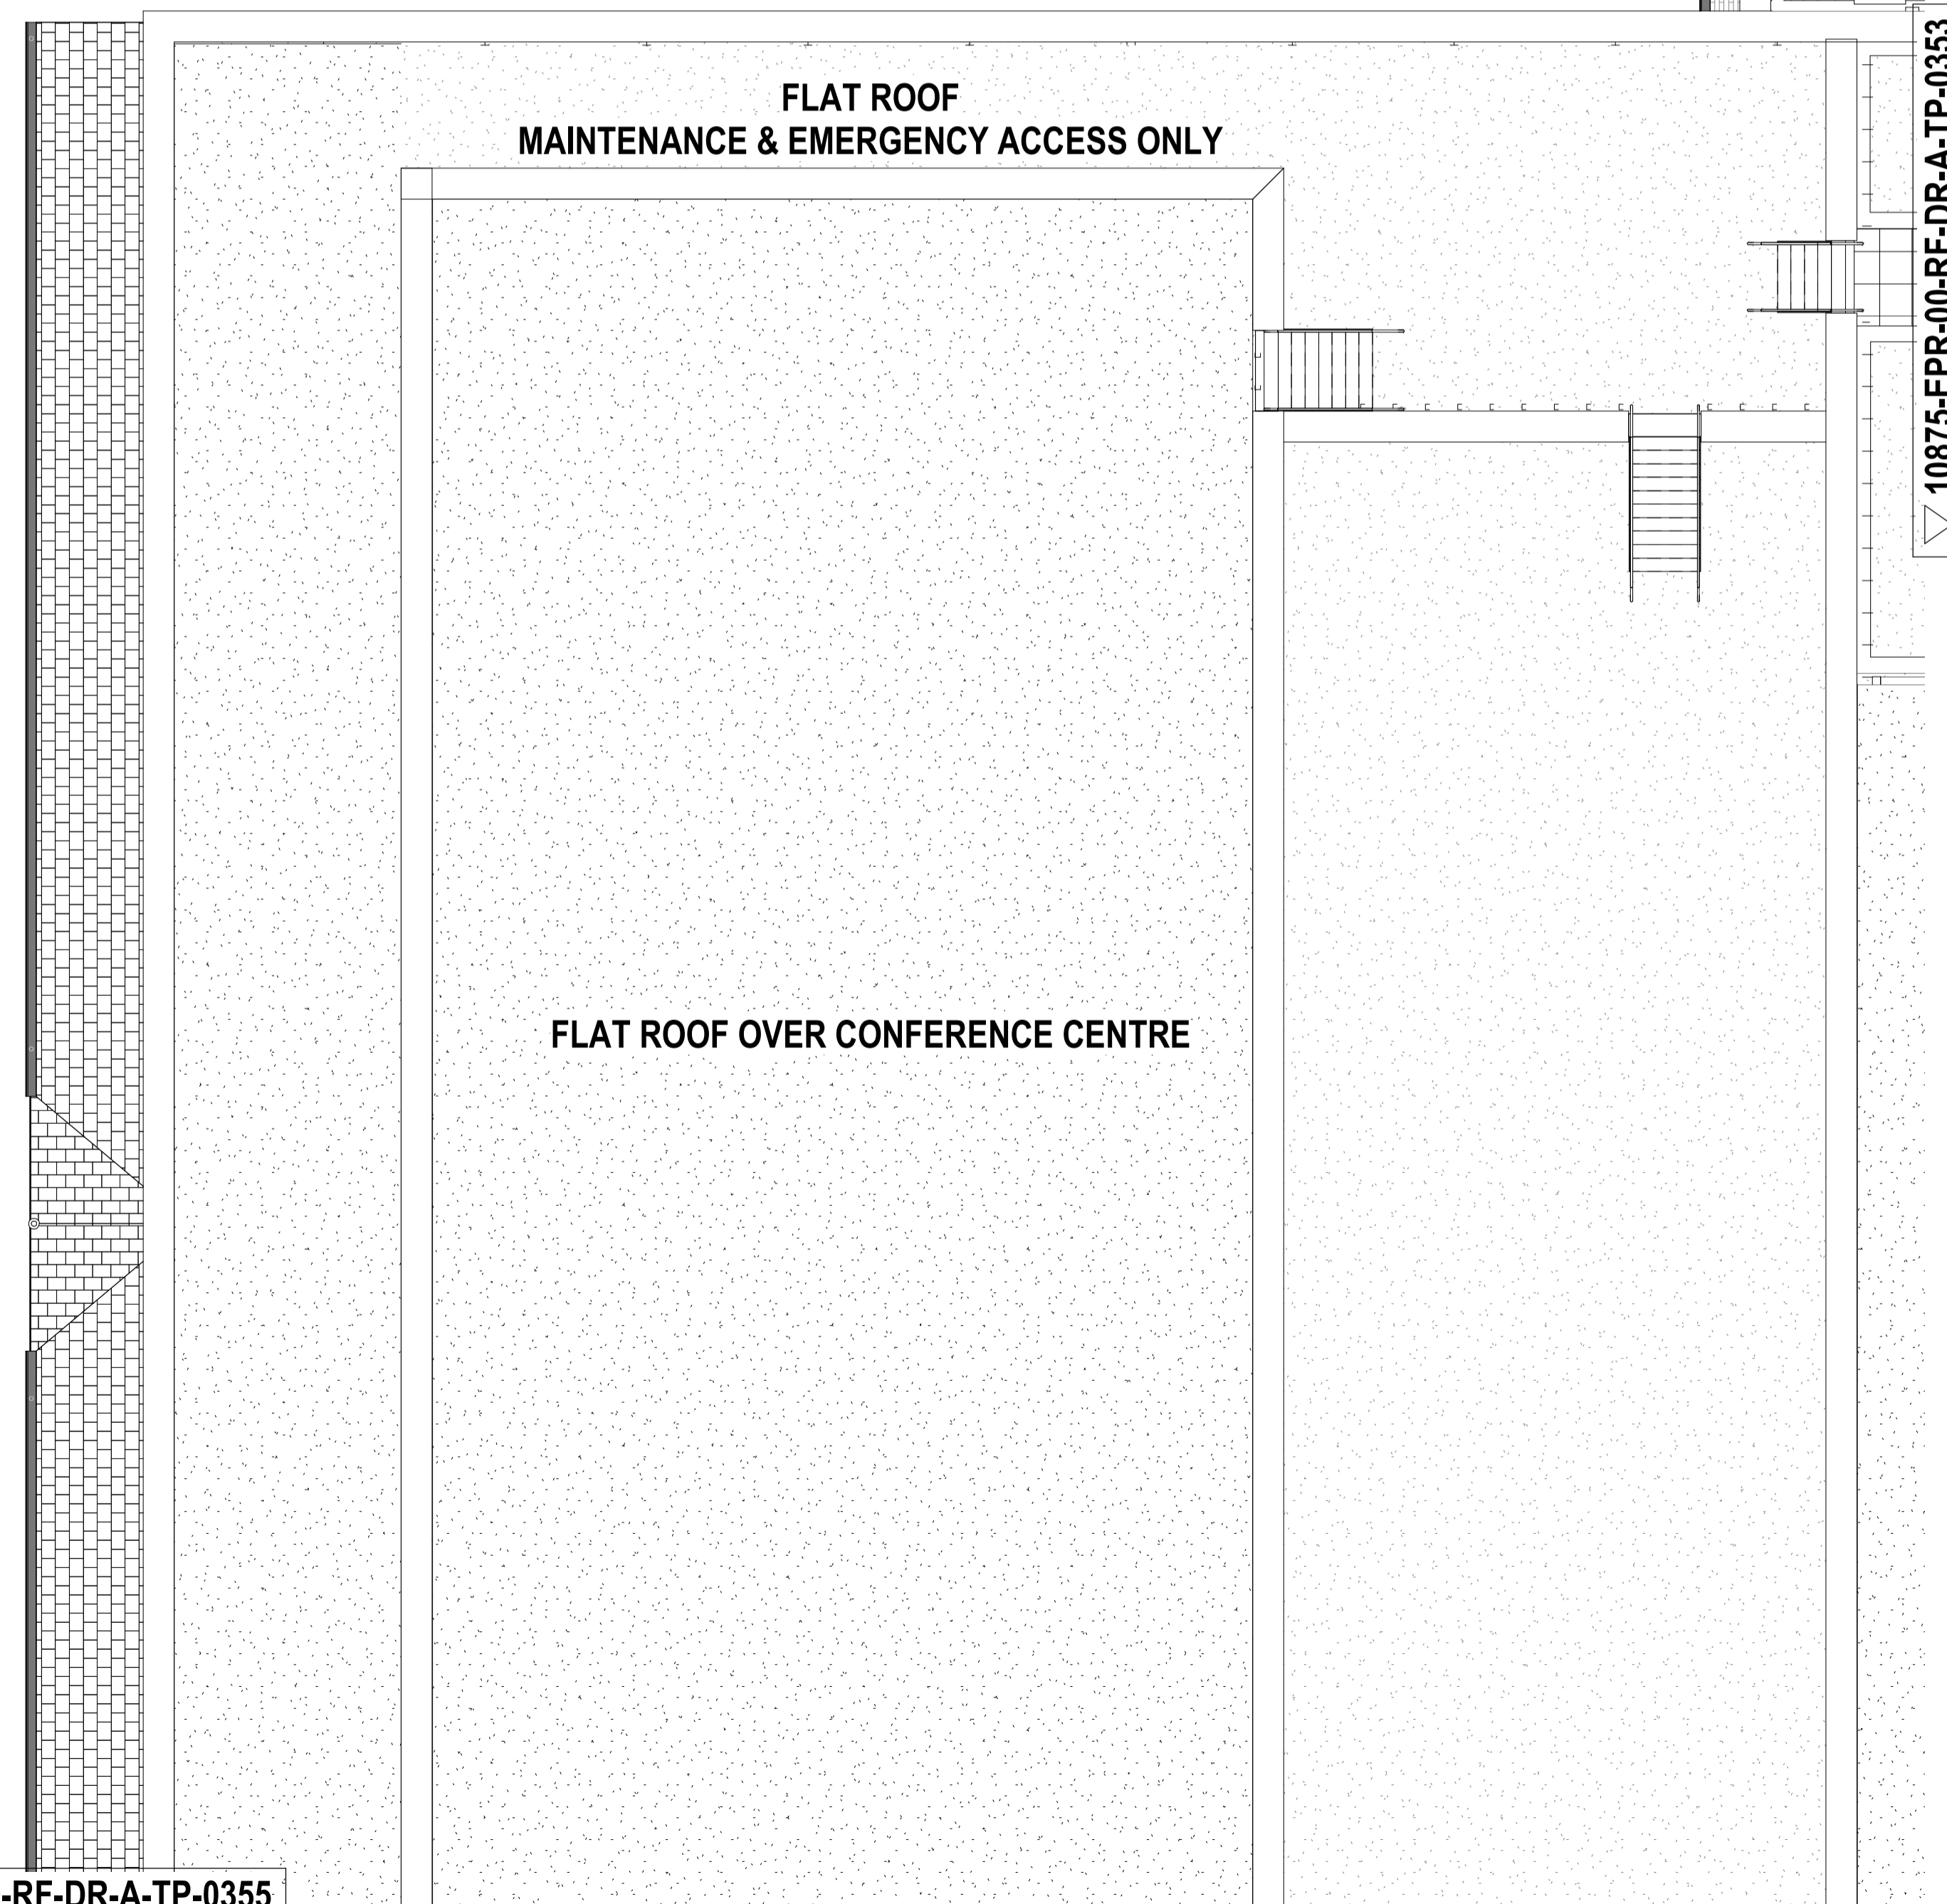 FLAT ROOF
MAINTENANCE & EMERGENCY ACCESS ONLY
10875-EPR-00-RF-DR-A-TP-0353
FLAT ROOF OVER CONFERENCE CENTRE
-RF-DR-A-TP-0355